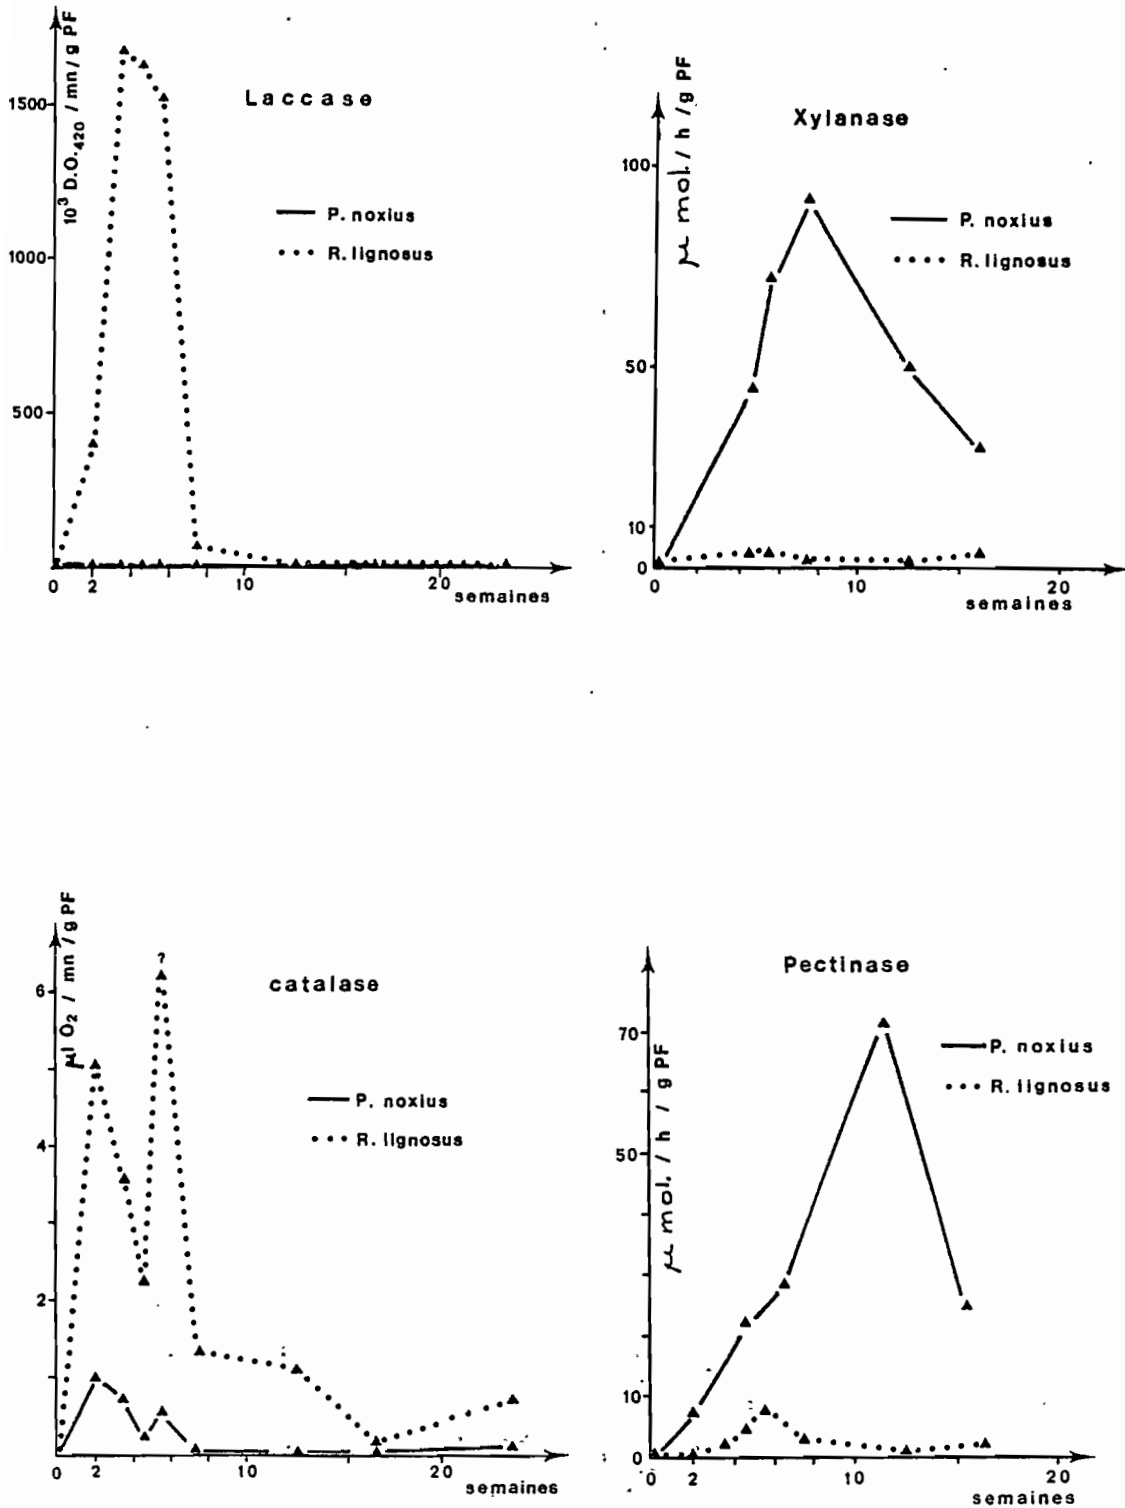 Laccase
10³ D.O.₄₂₀ / mn / g PF
1500
1000
500
P. noxius
R. lignosus
0 2 10 20
semaines
Xylanase
μ mol. / h / g PF
100
50
10
0
P. noxius
R. lignosus
0 10 20
semaines
catalase
μl O₂ / mn / g PF
?
6
4
2
P. noxius
R. lignosus
0 2 10 20
semaines
Pectinase
μ mol. / h / g PF
70
50
10
0
P. noxius
R. lignosus
0 2 10 20
semaines